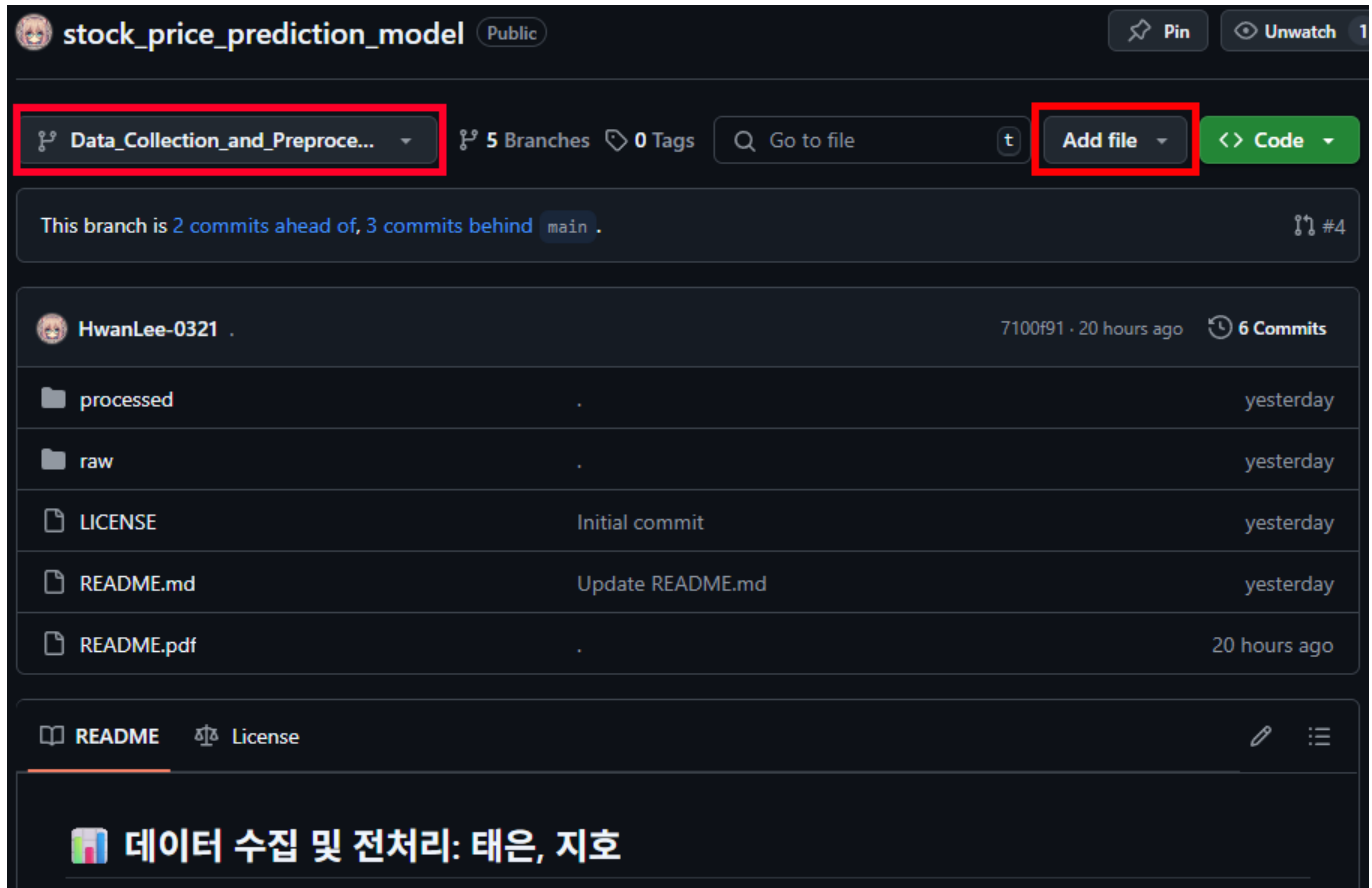 stock_price_prediction_model Public Pin Unwatch 1
Data_Collection_and_Preproce... 5 Branches 0 Tags Go to file t Add file <> Code
This branch is 2 commits ahead of, 3 commits behind main . #4
HwanLee-0321 . 7100f91 · 20 hours ago 6 Commits
processed . yesterday
raw . yesterday
LICENSE Initial commit yesterday
README.md Update README.md yesterday
README.pdf . 20 hours ago
README License
데이터 수집 및 전처리: 태은, 지호